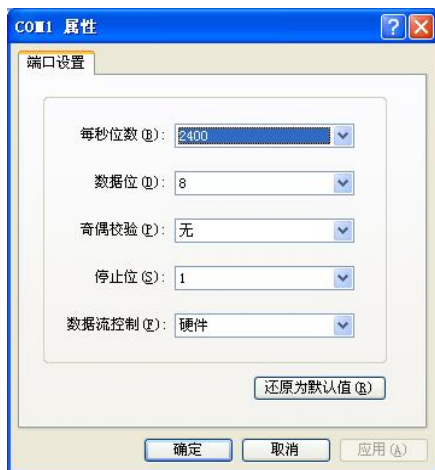 COM1 属性
端口设置
每秒位数(B): 2400
数据位(D): 8
奇偶校验(P): 无
停止位(S): 1
数据流控制(F): 硬件
还原为默认值(R)
确定 取消 应用(A)